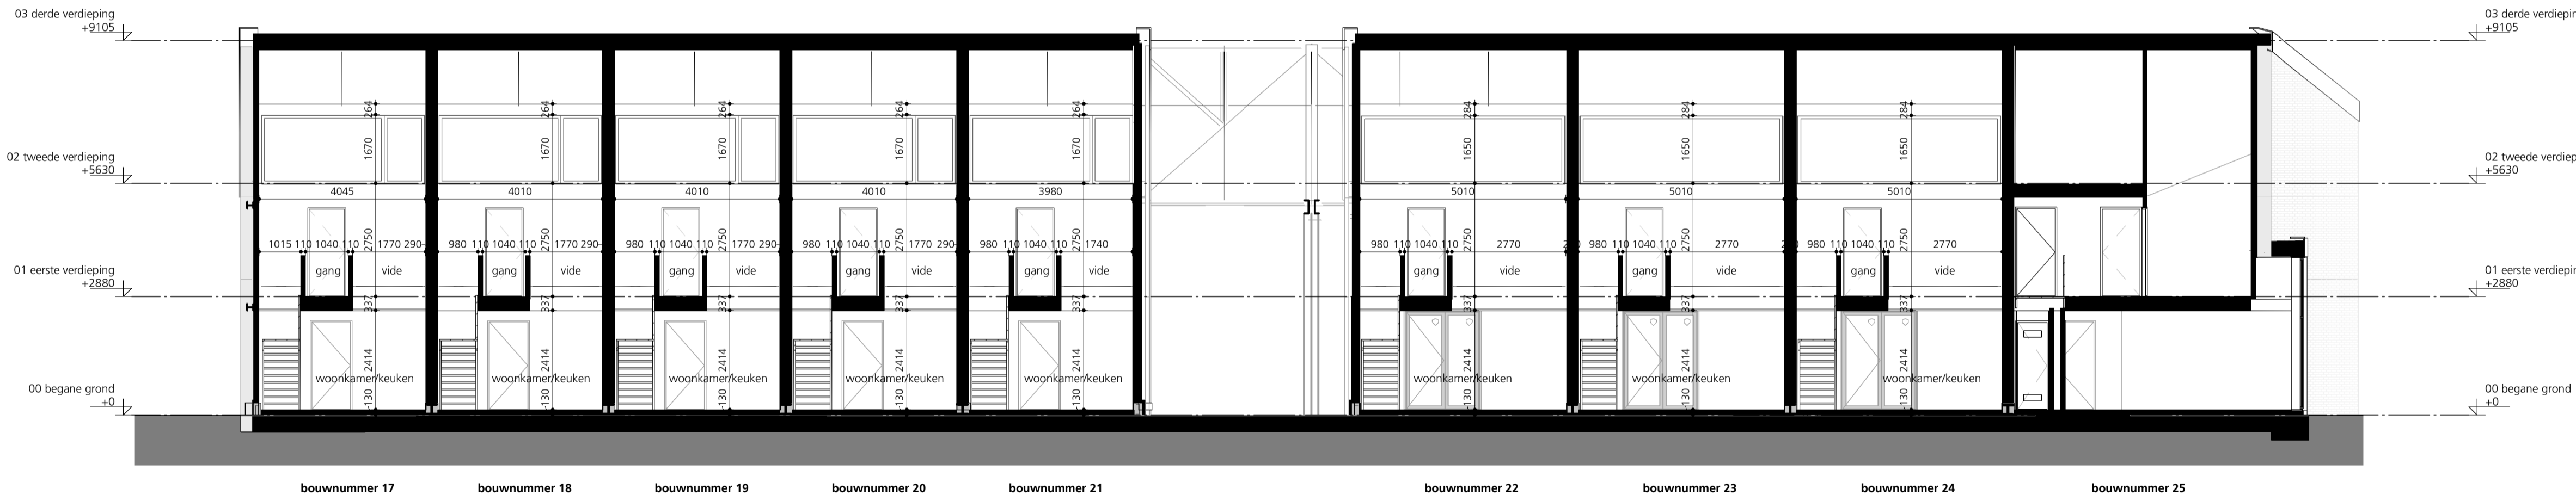 03 derde verdieping
+9105
02 tweede verdieping
+5630
01 eerste verdieping
+2880
00 begane grond
+0
264 264 264 264 264 284 284 284
1670 1670 1670 1670 1670 1650 1650 1650
4045 4010 4010 4010 3980 5010 5010 5010
1015 110 1040 110 2750 1770 290
980 110 1040 110 2750 1770 290
980 110 1040 110 2750 1770 290
980 110 1040 110 2750 1770 290
980 110 1040 110 2750 1740
980 110 1040 110 2750 2770
980 110 1040 110 2750 2770
980 110 1040 110 2750 2770
gang vide gang vide gang vide gang vide gang vide gang vide gang vide gang vide
337 337 337 337 337 337 337 337
2414 2414 2414 2414 2414 2414 2414 2414
woonkamer/keuken woonkamer/keuken woonkamer/keuken woonkamer/keuken woonkamer/keuken woonkamer/keuken woonkamer/keuken woonkamer/keuken
130 130 130 130 130 130 130 130
03 derde verdiepin
+9105
02 tweede verdiep
+5630
01 eerste verdiepin
+2880
00 begane grond
+0
bouwnummer 17 bouwnummer 18 bouwnummer 19 bouwnummer 20 bouwnummer 21 bouwnummer 22 bouwnummer 23 bouwnummer 24 bouwnummer 25